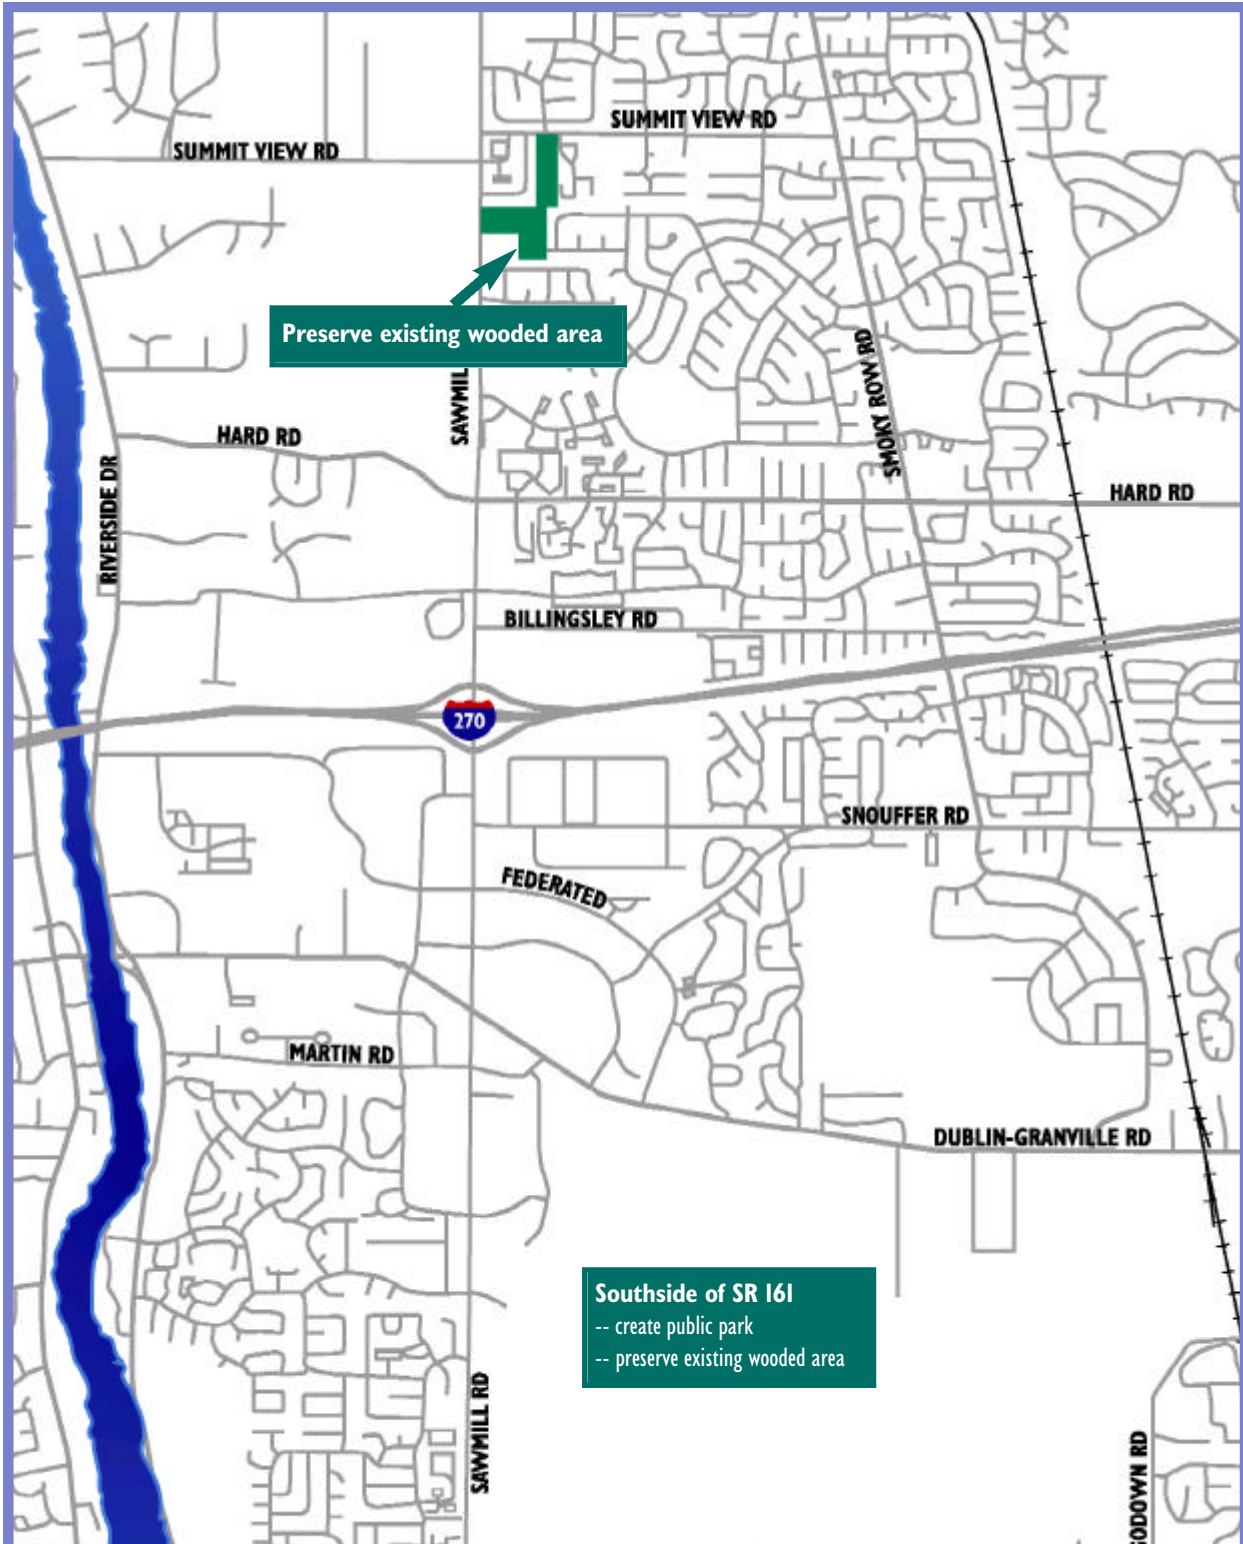 SUMMIT VIEW RD
SUMMIT VIEW RD
Preserve existing wooded area
SAWMIL
SMOKY ROW RD
HARD RD
RIVERSIDE DR
HARD RD
BILLINGSLEY RD
270
SNOUFFER RD
FEDERATED
MARTIN RD
DUBLIN-GRANVILLE RD
Southside of SR 161
-- create public park
-- preserve existing wooded area
SAWMILL RD
GODOWN RD